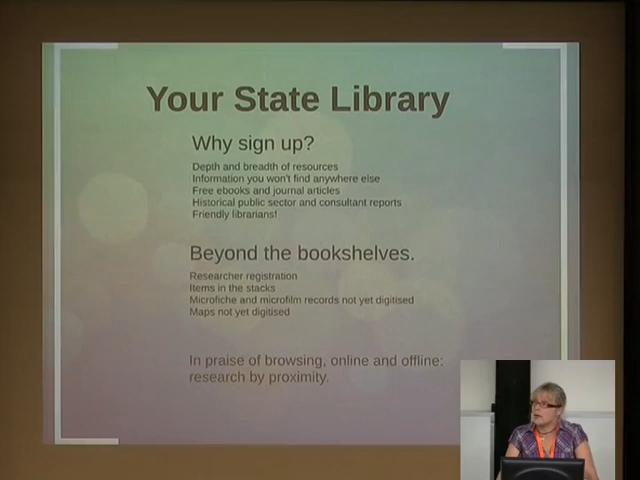 Your State Library
Why sign up?
Depth and breadth of resources
Information you won't find anywhere else
Free ebooks and journal articles
Historical public sector and consultant reports
Friendly librarians!
Beyond the bookshelves.
Researcher registration
Items in the stacks
Microfiche and microfilm records not yet digitised
Maps not yet digitised
In praise of browsing, online and offline:
research by proximity.